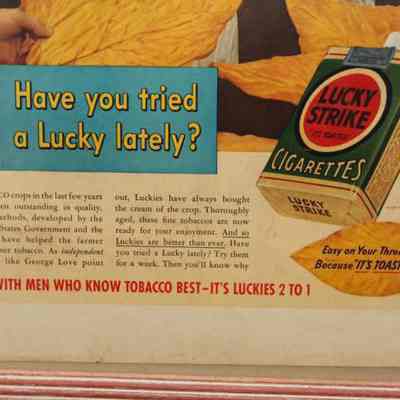 Have you tried
a Lucky lately?
LUCKY
STRIKE
"IT'S TOASTED"
CIGARETTES
LUCKY
STRIKE
CO crops in the last few years
en outstanding in quality.
ethods, developed by the
States Government and the
have helped the farmer
er tobacco. As independent
like George Love point
out, Luckies have always bought
the cream of the crop. Thoroughly
aged, these fine tobaccos are now
ready for your enjoyment. And so
Luckies are better than ever. Have
you tried a Lucky lately? Try them
for a week. Then you'll know why
Easy on Your Thro
Because "IT'S TOAST
WITH MEN WHO KNOW TOBACCO BEST—IT'S LUCKIES 2 TO 1